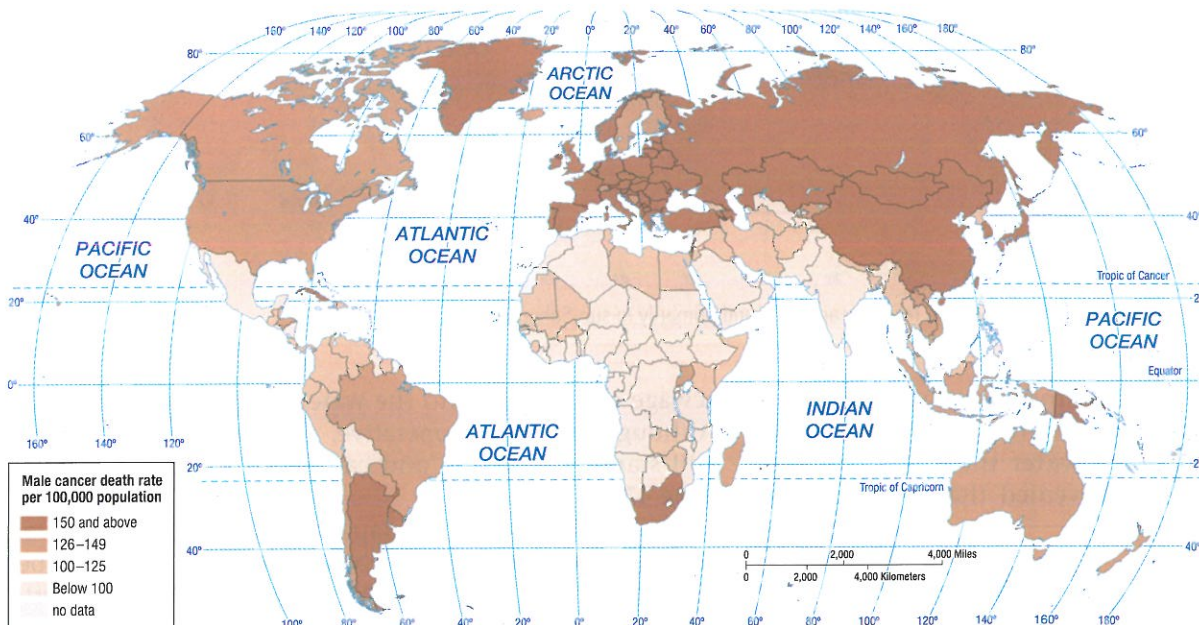 160° 140° 120° 100° 80° 60° 40° 20° 0° 20° 40° 60° 80° 100° 120° 140° 160° 180°
80°
80°
ARCTIC
OCEAN
60°
60°
40°
40°
PACIFIC
OCEAN
ATLANTIC
OCEAN
Tropic of Cancer
20°
PACIFIC
OCEAN
Equator
0°
0°
INDIAN
OCEAN
ATLANTIC
OCEAN
160° 140° 120°
20°
Tropic of Capricorn
40°
40°
Male cancer death rate
per 100,000 population
150 and above
126–149
100–125
Below 100
no data
0 2,000 4,000 Miles
0 2,000 4,000 Kilometers
100° 80° 60° 40° 20° 0° 20° 40° 60° 80° 100° 120° 140° 160° 180°